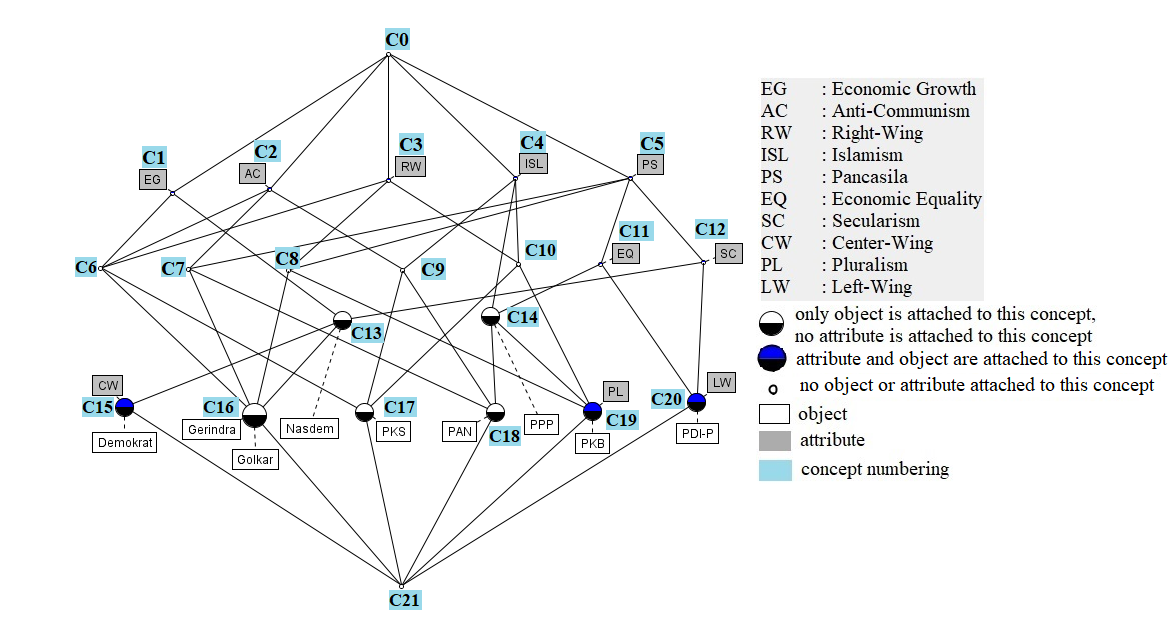 C0
C1
C2
C3
C4
C5
EG
AC
RW
ISL
PS
C6
C7
C8
C9
C10
C11
EQ
C12
SC
C13
C14
CW
C15
Demokrat
C16
Gerindra
Golkar
Nasdem
C17
PKS
PAN
C18
PPP
PL
C19
PKB
C20
LW
PDI-P
C21
EG : Economic Growth
AC : Anti-Communism
RW : Right-Wing
ISL : Islamism
PS : Pancasila
EQ : Economic Equality
SC : Secularism
CW : Center-Wing
PL : Pluralism
LW : Left-Wing
only object is attached to this concept,
no attribute is attached to this concept
attribute and object are attached to this concept
no object or attribute attached to this concept
object
attribute
concept numbering